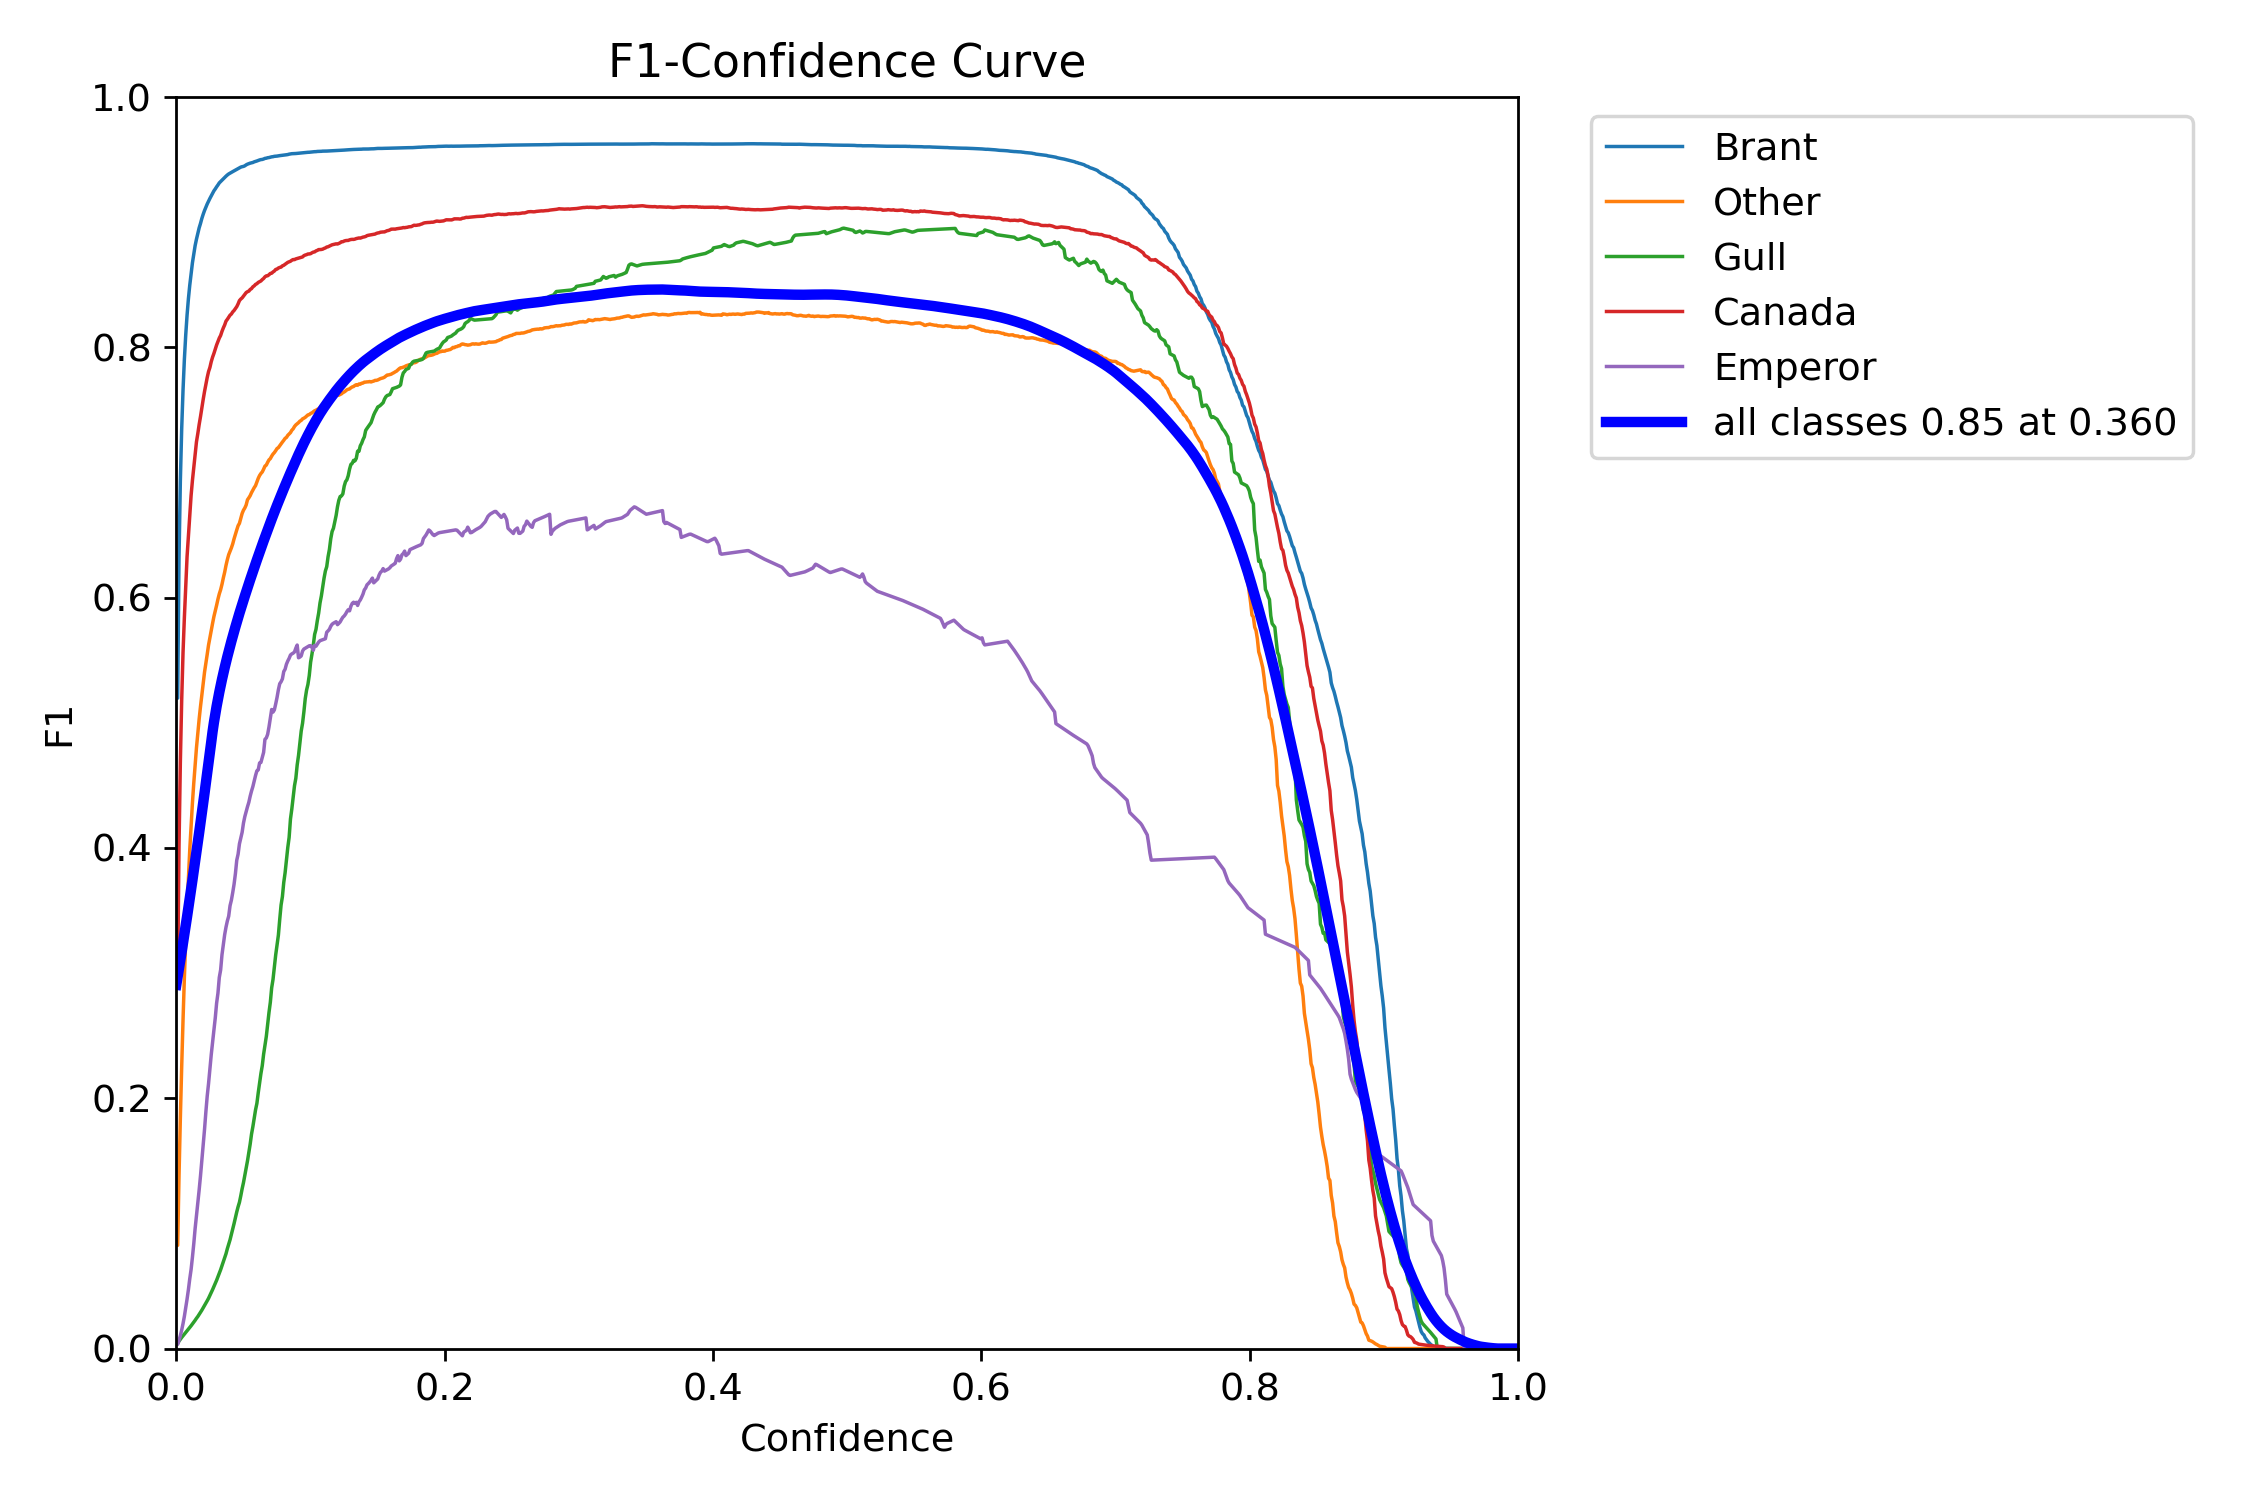 F1-Confidence Curve
1.0
0.8
0.6
0.4
0.2
0.0
F1
0.0 0.2 0.4 0.6 0.8 1.0
Confidence
Brant
Other
Gull
Canada
Emperor
all classes 0.85 at 0.360